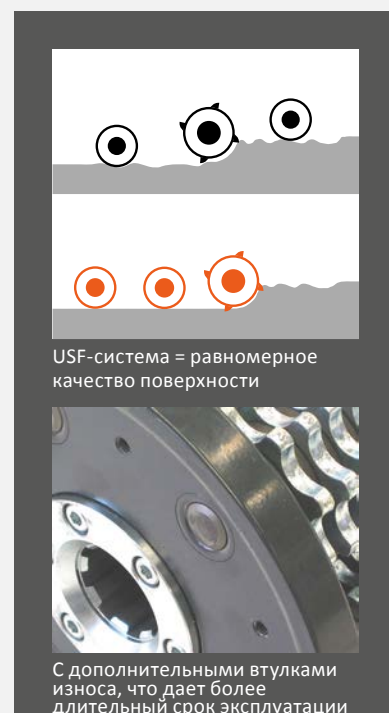 USF-система = равномерное
качество поверхности
С дополнительными втулками
износа, что дает более
длительный срок эксплуатации